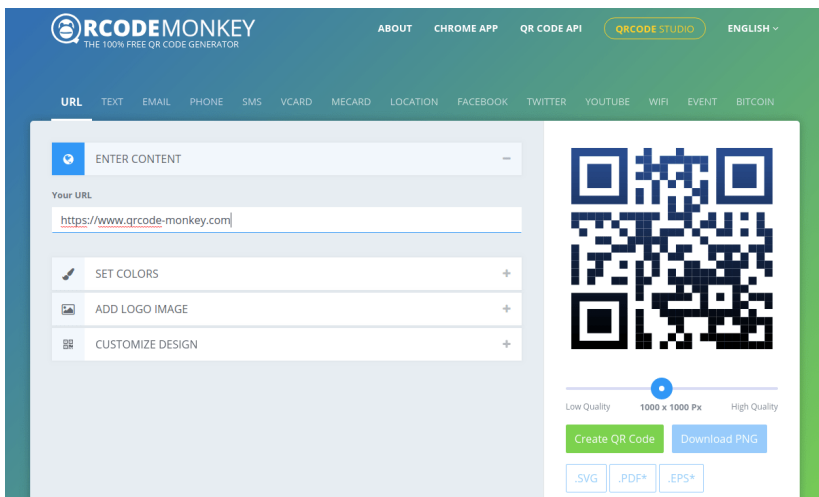 RCODEMONKEY
THE 100% FREE QR CODE GENERATOR
ABOUT CHROME APP QR CODE API QRCODE STUDIO ENGLISH
URL TEXT EMAIL PHONE SMS VCARD MECARD LOCATION FACEBOOK TWITTER YOUTUBE WIFI EVENT BITCOIN
ENTER CONTENT
Your URL
https://www.qrcode-monkey.com
SET COLORS
ADD LOGO IMAGE
CUSTOMIZE DESIGN
Low Quality 1000 x 1000 Px High Quality
Create QR Code Download PNG
.SVG .PDF* .EPS*